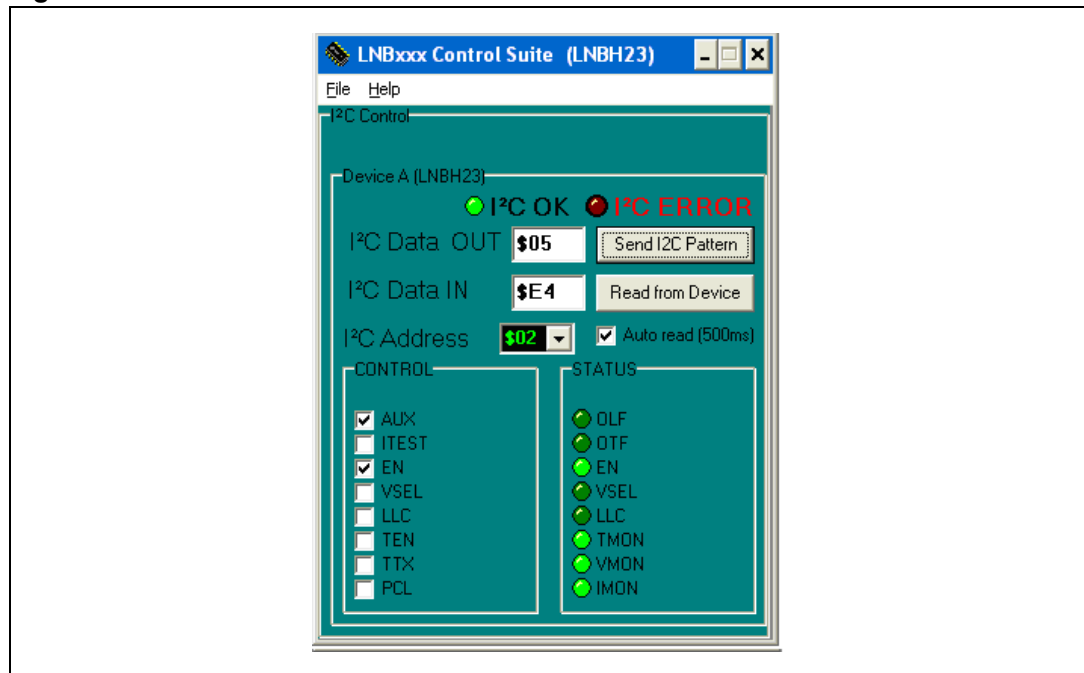 LNBxxx Control Suite (LNBH23)
File Help
I²C Control
Device A (LNBH23)
I²C OK I²C ERROR
I²C Data OUT $05 Send I2C Pattern
I²C Data IN $E4 Read from Device
I²C Address $02 Auto read (500ms)
CONTROL STATUS
AUX OLF
ITEST OTF
EN EN
VSEL VSEL
LLC LLC
TEN TMON
TTX VMON
PCL IMON